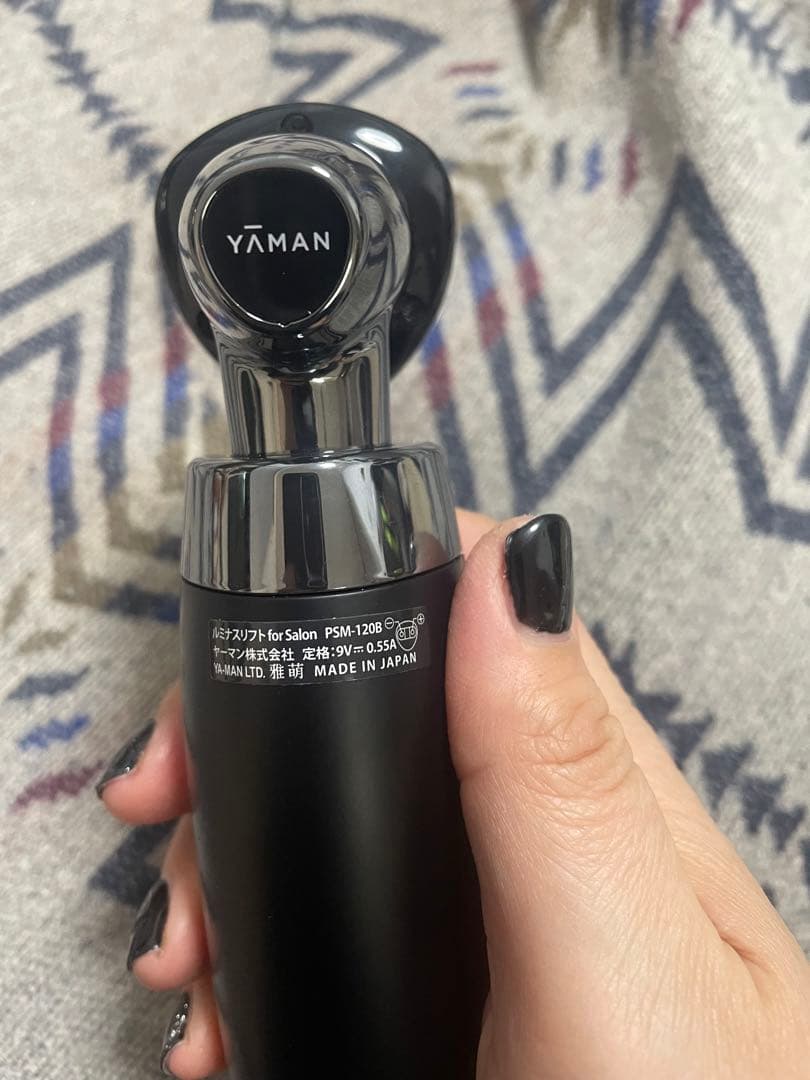 YĀMAN
ルミナスリフト for Salon PSM-120B
ヤーマン株式会社 定格:9V⎓0.55A
YA-MAN LTD. 雅萌 MADE IN JAPAN